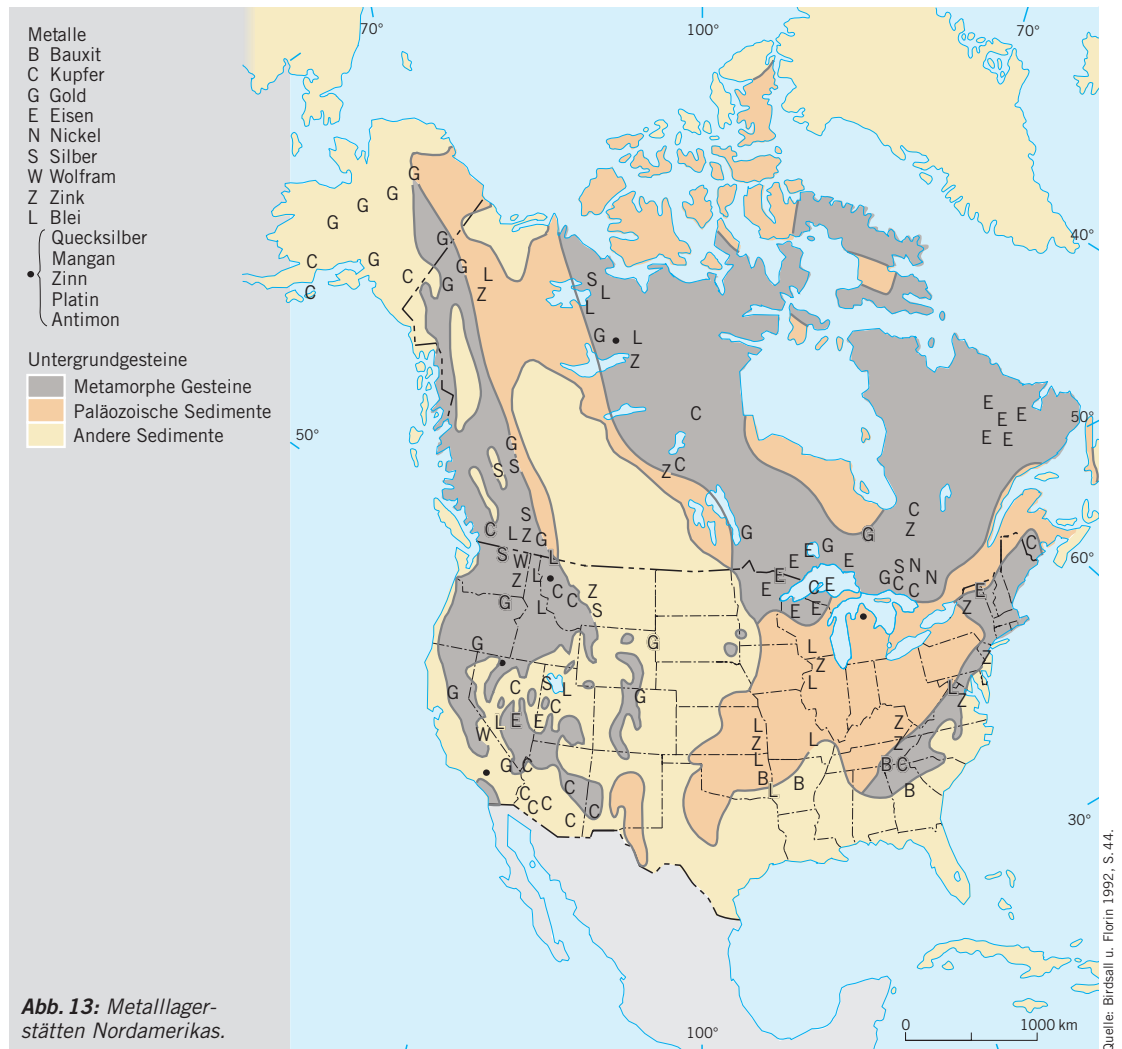 Metalle
B Bauxit
C Kupfer
G Gold
E Eisen
N Nickel
S Silber
W Wolfram
Z Zink
L Blei
• Quecksilber
Mangan
Zinn
Platin
Antimon
Untergrundgesteine
Metamorphe Gesteine
Paläozoische Sedimente
Andere Sedimente
Abb. 13: Metalllager-
stätten Nordamerikas.
70°
100°
70°
40°
50°
50°
60°
30°
100°
0 1000 km
Quelle: Birdsall u. Florin 1992, S. 44.
G
G
G
G
G
C
C
C
G
G
G
L
Z
S
L
L
G
L
Z
C
Z C
E
E
E
E E
G
S S
S
C L Z G
L
S W
Z L
G L
C C
Z
S
G
G
G
G
W
C
S L
C
L E E
G C
C
C
C C
C
C
G
E
E
E
E G
E
G
C E
E E
C
Z
S N
G C N
C
C
E
Z
Z
L
Z
L
Z
L
L
Z
L
L
Z
Z
B C
B
B
L
B